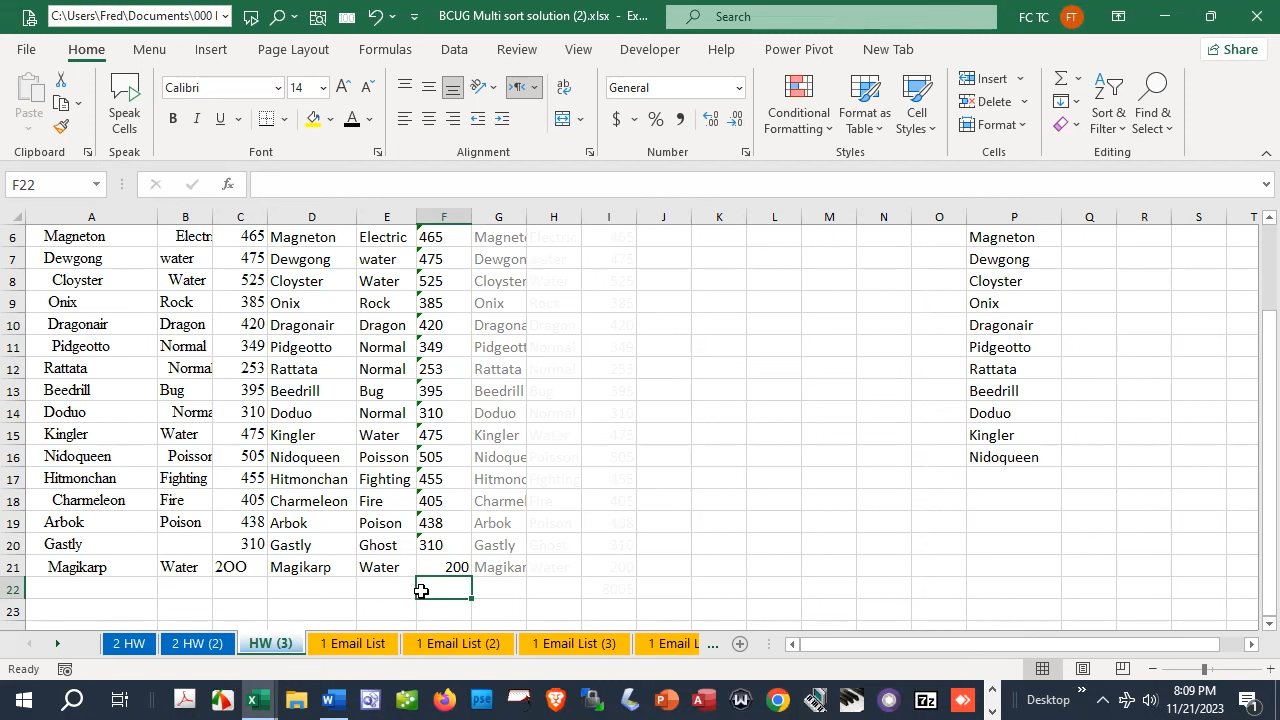 C:\Users\Fred\Documents\000
BCUG Multi sort solution (2).xlsx - Ex...
Search
FC TC
FT
File Home Menu Insert Page Layout Formulas Data Review View Developer Help Power Pivot New Tab
Share
Paste
Speak Cells
Calibri 14
General
Conditional Formatting
Format as Table
Cell Styles
Insert
Delete
Format
Sort & Filter
Find & Select
Clipboard Speak Font Alignment Number Styles Cells Editing
F22
A B C D E F G H I J K L M N O P Q R S T
6 Magneton Electri 465 Magneton Electric 465 Magnet Electric 465 Magneton
7 Dewgong water 475 Dewgong water 475 Dewgon water 475 Dewgong
8 Cloyster Water 525 Cloyster Water 525 Cloyster Water 525 Cloyster
9 Onix Rock 385 Onix Rock 385 Onix Rock 385 Onix
10 Dragonair Dragon 420 Dragonair Dragon 420 Dragona Dragon 420 Dragonair
11 Pidgeotto Normal 349 Pidgeotto Normal 349 Pidgeott Normal 349 Pidgeotto
12 Rattata Normal 253 Rattata Normal 253 Rattata Normal 253 Rattata
13 Beedrill Bug 395 Beedrill Bug 395 Beedrill Bug 395 Beedrill
14 Doduo Norma 310 Doduo Normal 310 Doduo Normal 310 Doduo
15 Kingler Water 475 Kingler Water 475 Kingler Water 475 Kingler
16 Nidoqueen Poisson 505 Nidoqueen Poisson 505 Nidoque Poisson 505 Nidoqueen
17 Hitmonchan Fighting 455 Hitmonchan Fighting 455 Hitmonc Fighting 455
18 Charmeleon Fire 405 Charmeleon Fire 405 Charmel Fire 405
19 Arbok Poison 438 Arbok Poison 438 Arbok Poison 438
20 Gastly 310 Gastly Ghost 310 Gastly Ghost 310
21 Magikarp Water 2OO Magikarp Water 200 Magikar Water 200
22 8005
23
2 HW 2 HW (2) HW (3) 1 Email List 1 Email List (2) 1 Email List (3) 1 Email L ...
Ready
Desktop
8:09 PM
11/21/2023